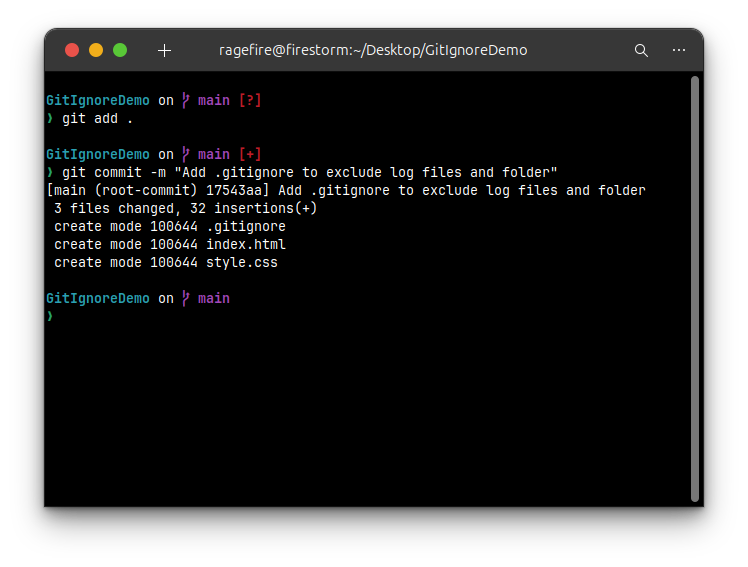 ragefire@firestorm:~/Desktop/GitIgnoreDemo
GitIgnoreDemo on main [?]
❯ git add .
GitIgnoreDemo on main [+]
❯ git commit -m "Add .gitignore to exclude log files and folder"
[main (root-commit) 17543aa] Add .gitignore to exclude log files and folder
3 files changed, 32 insertions(+)
create mode 100644 .gitignore
create mode 100644 index.html
create mode 100644 style.css
GitIgnoreDemo on main
❯